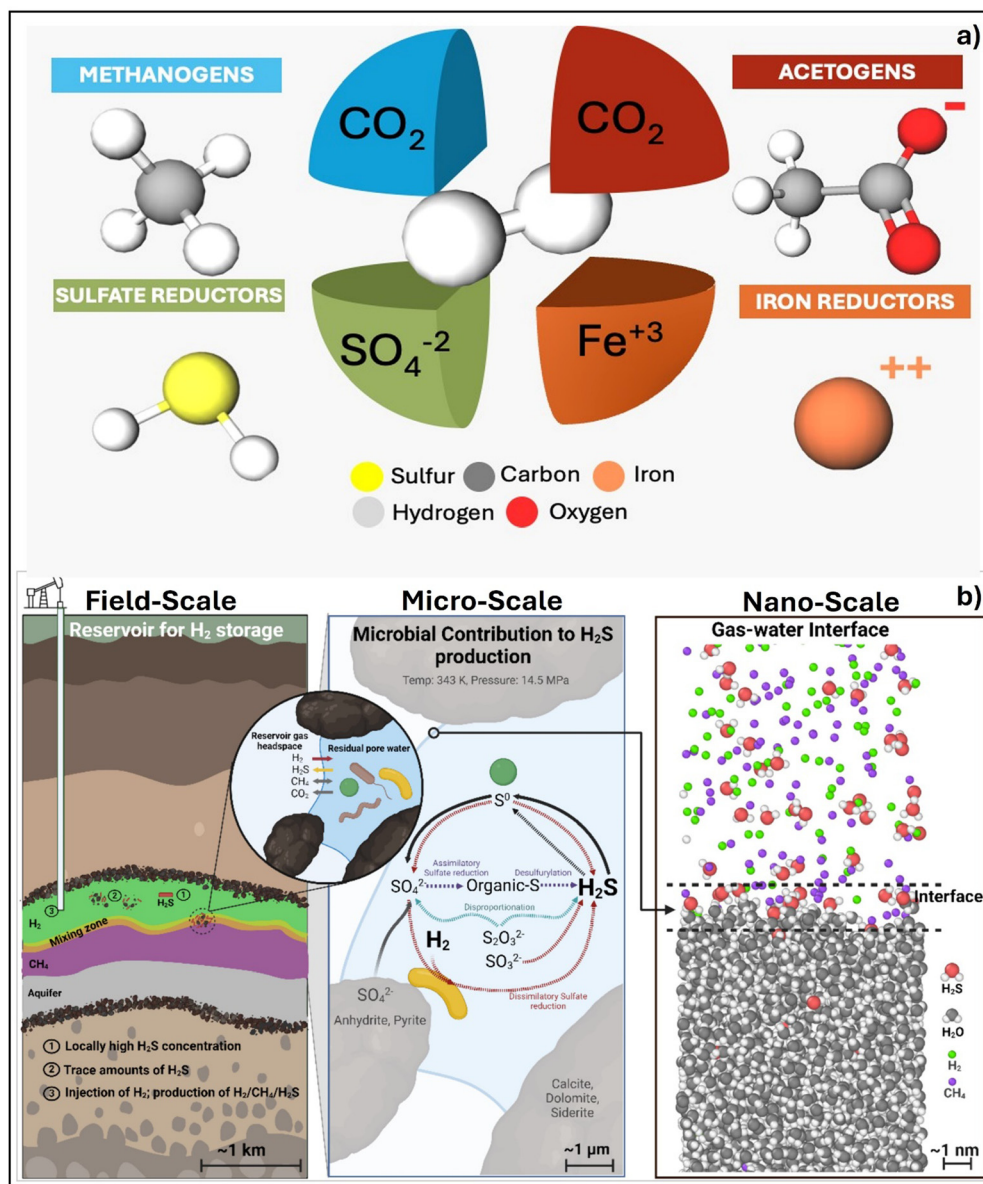 a)
METHANOGENS
ACETOGENS
CO₂
CO₂
SULFATE REDUCTORS
IRON REDUCTORS
SO₄⁻²
Fe⁺³
−
++
Sulfur
Carbon
Iron
Hydrogen
Oxygen
b)
Field-Scale
Reservoir for H₂ storage
③
②
H₂S
①
H₂
Mixing zone
CH₄
Aquifer
① Locally high H₂S concentration
② Trace amounts of H₂S
③ Injection of H₂; production of H₂/CH₄/H₂S
~1 km
Micro-Scale
Microbial Contribution to H₂S
production
Temp: 343 K, Pressure: 14.5 MPa
Reservoir gas
headspace
H₂
H₂S
CH₄
CO₂
Residual pore water
S⁰
Assimilatory
Sulfate reduction
Desulfurylation
SO₄²⁻
Organic-S
H₂S
Disproportionation
H₂
S₂O₃²⁻
SO₃²⁻
Dissimilatory Sulfate
reduction
SO₄²⁻
Anhydrite, Pyrite
Calcite,
Dolomite,
Siderite
~1 µm
Nano-Scale
Gas-water Interface
Interface
H₂S
H₂O
H₂
CH₄
~1 nm